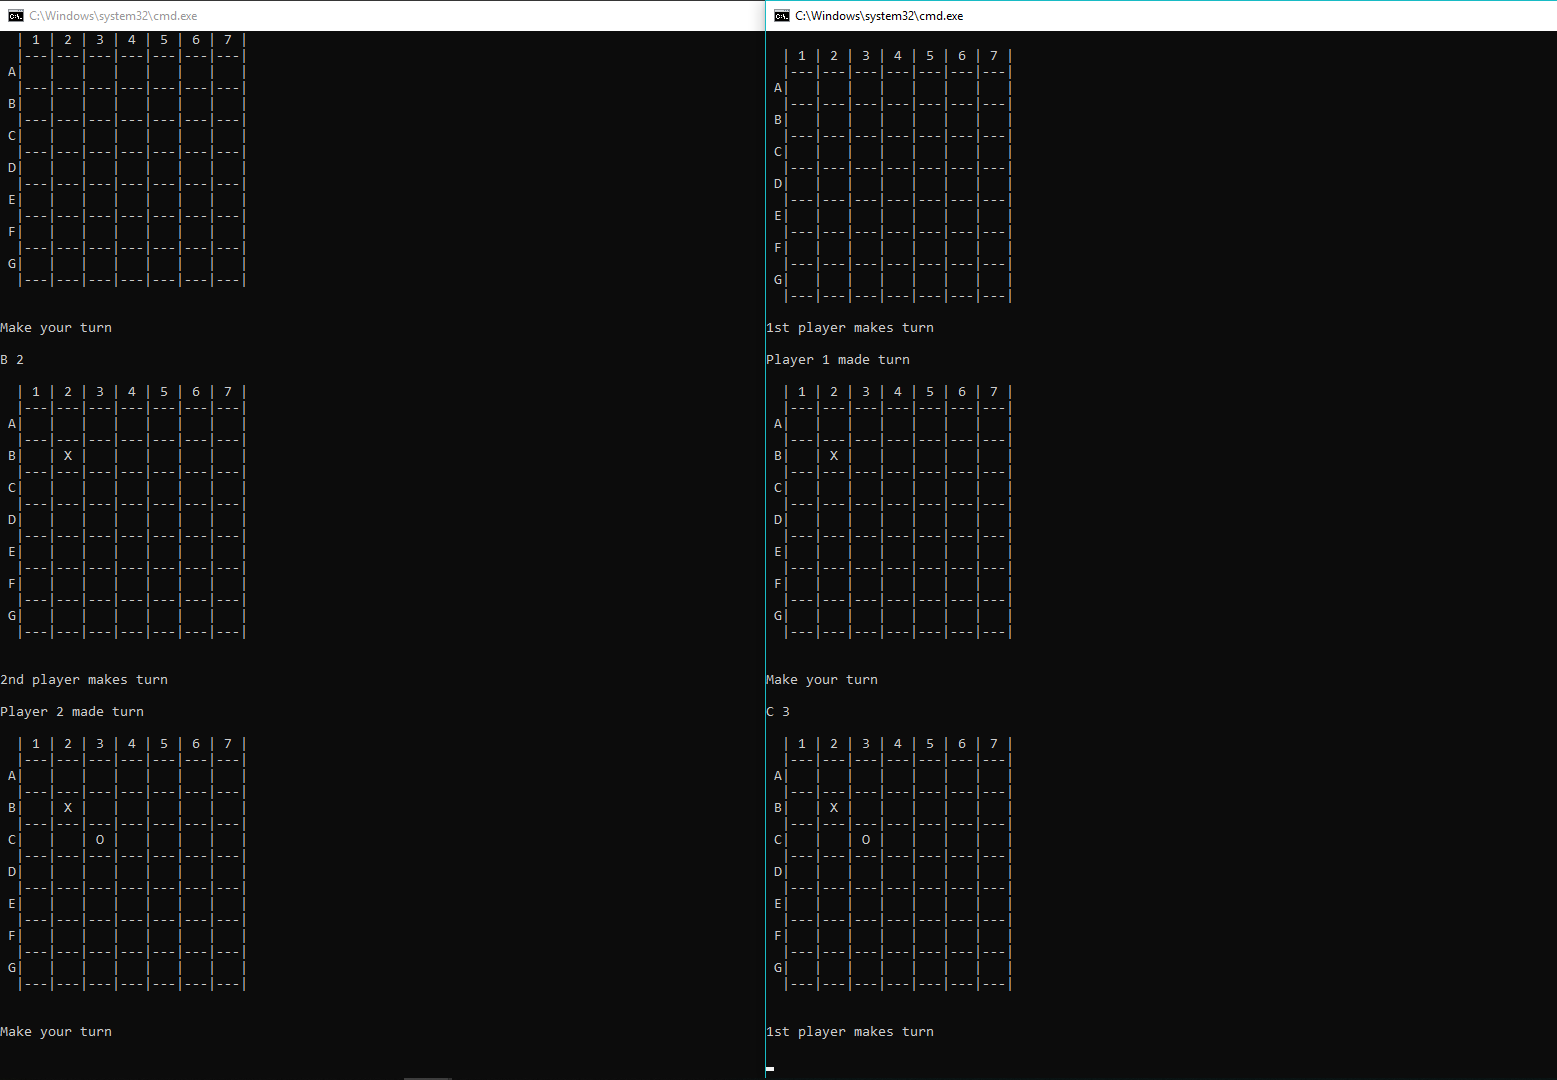 C:\Windows\system32\cmd.exe
  | 1 | 2 | 3 | 4 | 5 | 6 | 7 |
  |---|---|---|---|---|---|---|
 A|   |   |   |   |   |   |   |
  |---|---|---|---|---|---|---|
 B|   |   |   |   |   |   |   |
  |---|---|---|---|---|---|---|
 C|   |   |   |   |   |   |   |
  |---|---|---|---|---|---|---|
 D|   |   |   |   |   |   |   |
  |---|---|---|---|---|---|---|
 E|   |   |   |   |   |   |   |
  |---|---|---|---|---|---|---|
 F|   |   |   |   |   |   |   |
  |---|---|---|---|---|---|---|
 G|   |   |   |   |   |   |   |
  |---|---|---|---|---|---|---|
Make your turn
B 2
  | 1 | 2 | 3 | 4 | 5 | 6 | 7 |
  |---|---|---|---|---|---|---|
 A|   |   |   |   |   |   |   |
  |---|---|---|---|---|---|---|
 B|   | X |   |   |   |   |   |
  |---|---|---|---|---|---|---|
 C|   |   |   |   |   |   |   |
  |---|---|---|---|---|---|---|
 D|   |   |   |   |   |   |   |
  |---|---|---|---|---|---|---|
 E|   |   |   |   |   |   |   |
  |---|---|---|---|---|---|---|
 F|   |   |   |   |   |   |   |
  |---|---|---|---|---|---|---|
 G|   |   |   |   |   |   |   |
  |---|---|---|---|---|---|---|
2nd player makes turn
Player 2 made turn
  | 1 | 2 | 3 | 4 | 5 | 6 | 7 |
  |---|---|---|---|---|---|---|
 A|   |   |   |   |   |   |   |
  |---|---|---|---|---|---|---|
 B|   | X |   |   |   |   |   |
  |---|---|---|---|---|---|---|
 C|   |   | O |   |   |   |   |
  |---|---|---|---|---|---|---|
 D|   |   |   |   |   |   |   |
  |---|---|---|---|---|---|---|
 E|   |   |   |   |   |   |   |
  |---|---|---|---|---|---|---|
 F|   |   |   |   |   |   |   |
  |---|---|---|---|---|---|---|
 G|   |   |   |   |   |   |   |
  |---|---|---|---|---|---|---|
Make your turn
C:\Windows\system32\cmd.exe
  | 1 | 2 | 3 | 4 | 5 | 6 | 7 |
  |---|---|---|---|---|---|---|
 A|   |   |   |   |   |   |   |
  |---|---|---|---|---|---|---|
 B|   |   |   |   |   |   |   |
  |---|---|---|---|---|---|---|
 C|   |   |   |   |   |   |   |
  |---|---|---|---|---|---|---|
 D|   |   |   |   |   |   |   |
  |---|---|---|---|---|---|---|
 E|   |   |   |   |   |   |   |
  |---|---|---|---|---|---|---|
 F|   |   |   |   |   |   |   |
  |---|---|---|---|---|---|---|
 G|   |   |   |   |   |   |   |
  |---|---|---|---|---|---|---|
1st player makes turn
Player 1 made turn
  | 1 | 2 | 3 | 4 | 5 | 6 | 7 |
  |---|---|---|---|---|---|---|
 A|   |   |   |   |   |   |   |
  |---|---|---|---|---|---|---|
 B|   | X |   |   |   |   |   |
  |---|---|---|---|---|---|---|
 C|   |   |   |   |   |   |   |
  |---|---|---|---|---|---|---|
 D|   |   |   |   |   |   |   |
  |---|---|---|---|---|---|---|
 E|   |   |   |   |   |   |   |
  |---|---|---|---|---|---|---|
 F|   |   |   |   |   |   |   |
  |---|---|---|---|---|---|---|
 G|   |   |   |   |   |   |   |
  |---|---|---|---|---|---|---|
Make your turn
C 3
  | 1 | 2 | 3 | 4 | 5 | 6 | 7 |
  |---|---|---|---|---|---|---|
 A|   |   |   |   |   |   |   |
  |---|---|---|---|---|---|---|
 B|   | X |   |   |   |   |   |
  |---|---|---|---|---|---|---|
 C|   |   | O |   |   |   |   |
  |---|---|---|---|---|---|---|
 D|   |   |   |   |   |   |   |
  |---|---|---|---|---|---|---|
 E|   |   |   |   |   |   |   |
  |---|---|---|---|---|---|---|
 F|   |   |   |   |   |   |   |
  |---|---|---|---|---|---|---|
 G|   |   |   |   |   |   |   |
  |---|---|---|---|---|---|---|
1st player makes turn